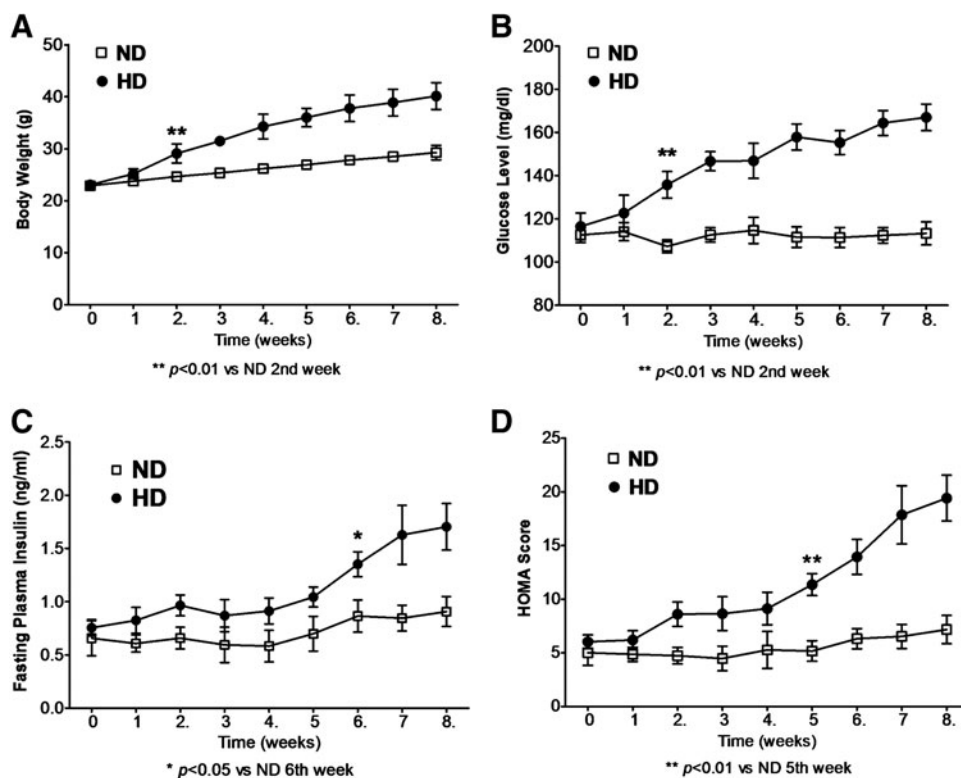 A
ND
HD
**
Body Weight (g)
50
40
30
20
10
0
0 1 2. 3 4. 5 6. 7 8.
Time (weeks)
** p<0.01 vs ND 2nd week
B
ND
HD
**
Glucose Level (mg/dl)
200
180
160
140
120
100
80
0 1 2. 3 4. 5 6. 7 8.
Time (weeks)
** p<0.01 vs ND 2nd week
C
ND
HD
*
Fasting Plasma Insulin (ng/ml)
2.5
2.0
1.5
1.0
0.5
0.0
0 1 2. 3 4. 5 6. 7 8.
Time (weeks)
* p<0.05 vs ND 6th week
D
ND
HD
**
HOMA Score
25
20
15
10
5
0
0 1 2. 3 4. 5 6. 7 8.
Time (weeks)
** p<0.01 vs ND 5th week